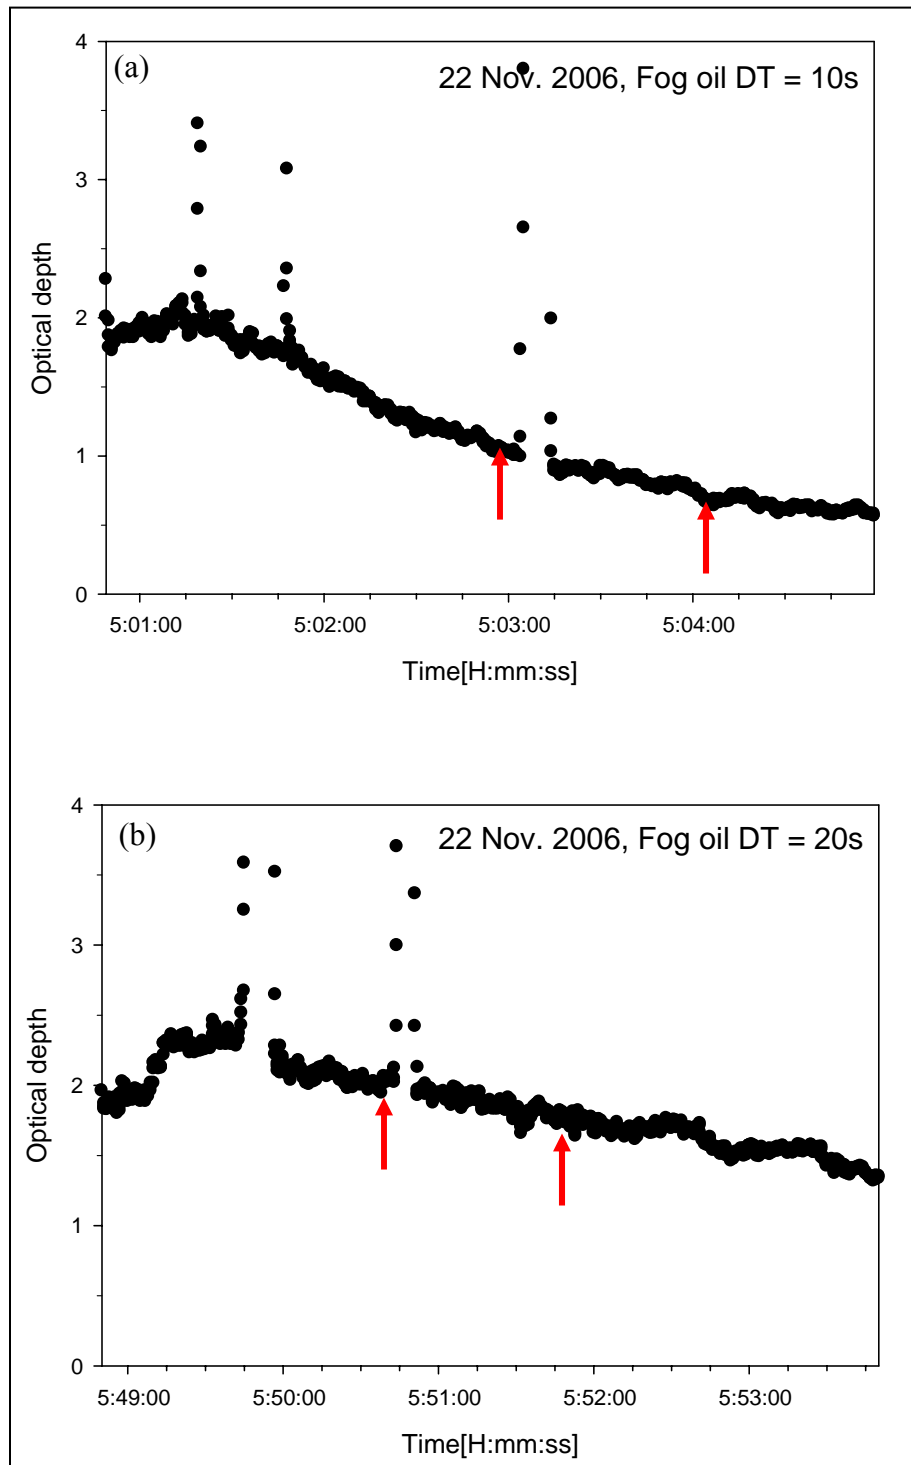 (a)
22 Nov. 2006, Fog oil DT = 10s
4
3
2
1
0
Optical depth
5:01:00 5:02:00 5:03:00 5:04:00
Time[H:mm:ss]
(b)
22 Nov. 2006, Fog oil DT = 20s
4
3
2
1
0
Optical depth
5:49:00 5:50:00 5:51:00 5:52:00 5:53:00
Time[H:mm:ss]